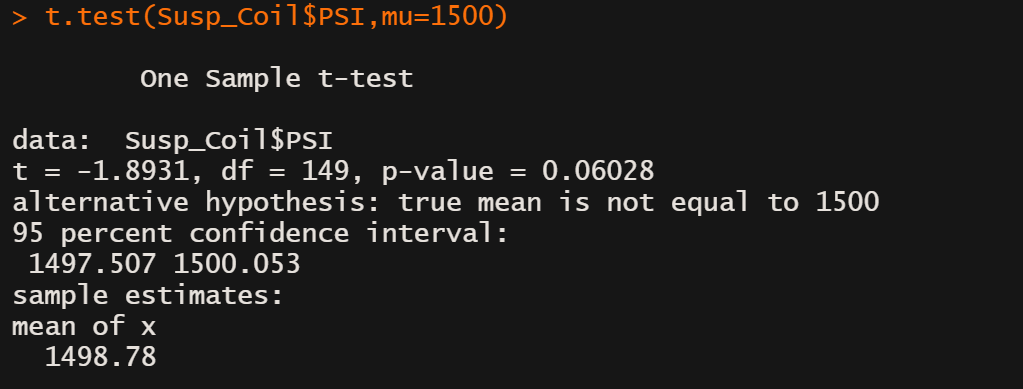 > t.test(Susp_Coil$PSI,mu=1500)
One Sample t-test
data:  Susp_Coil$PSI
t = -1.8931, df = 149, p-value = 0.06028
alternative hypothesis: true mean is not equal to 1500
95 percent confidence interval:
1497.507 1500.053
sample estimates:
mean of x
1498.78